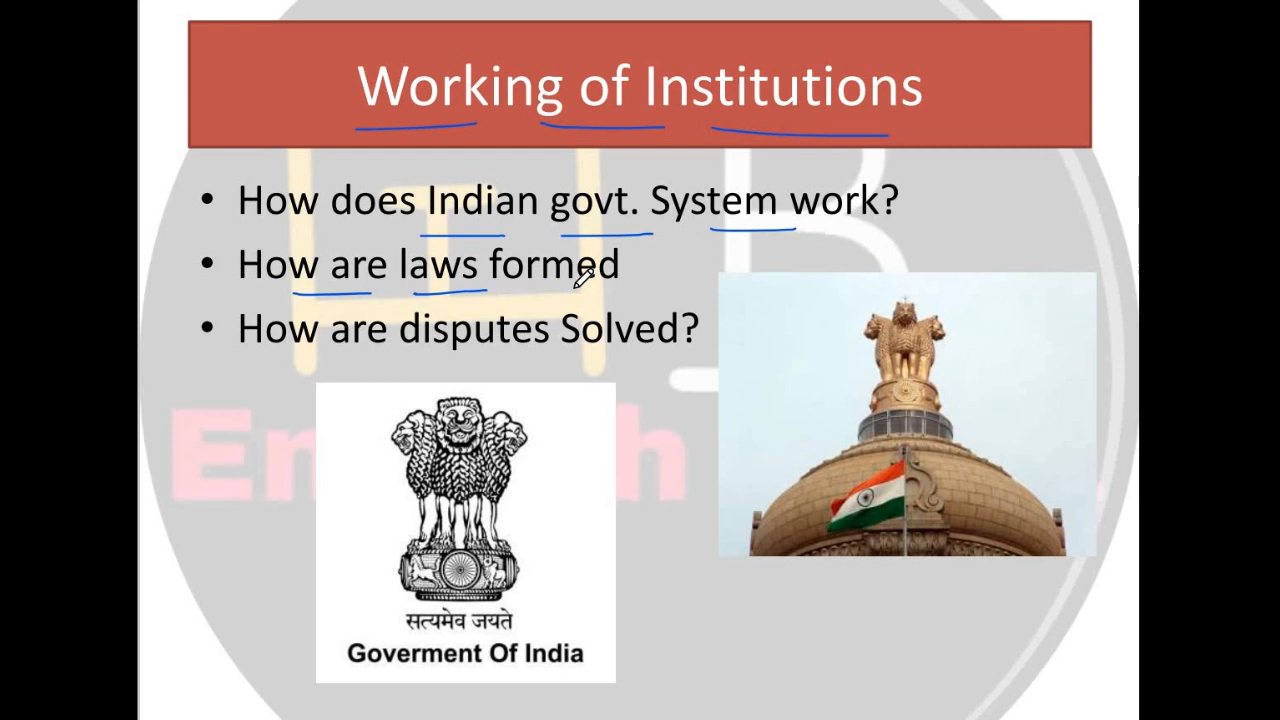 Working of Institutions
• How does Indian govt. System work?
• How are laws formed
• How are disputes Solved?
सत्यमेव जयते
Goverment Of India